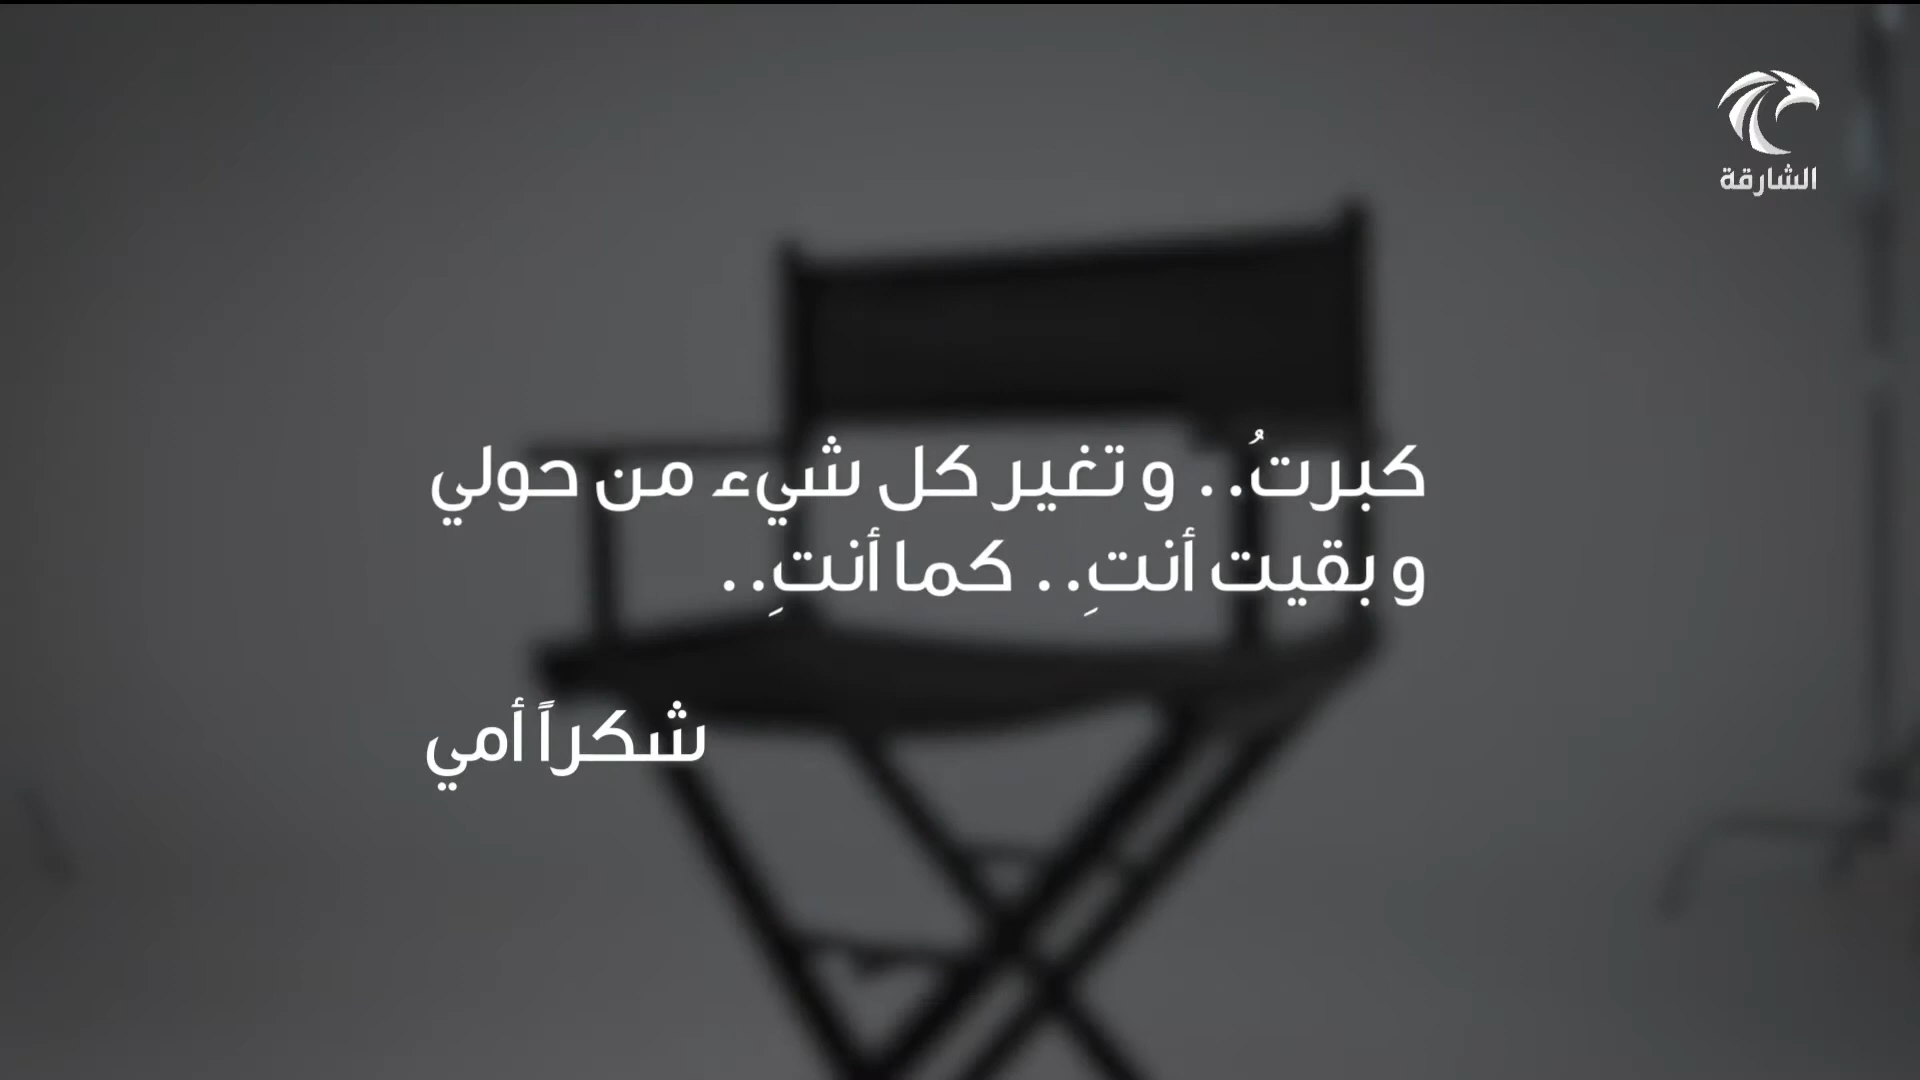 الشارقة
كبرتُ.. و تغير كل شيء من حولي
و بقيت أنتِ.. كما أنتِ..
شكراً أمي